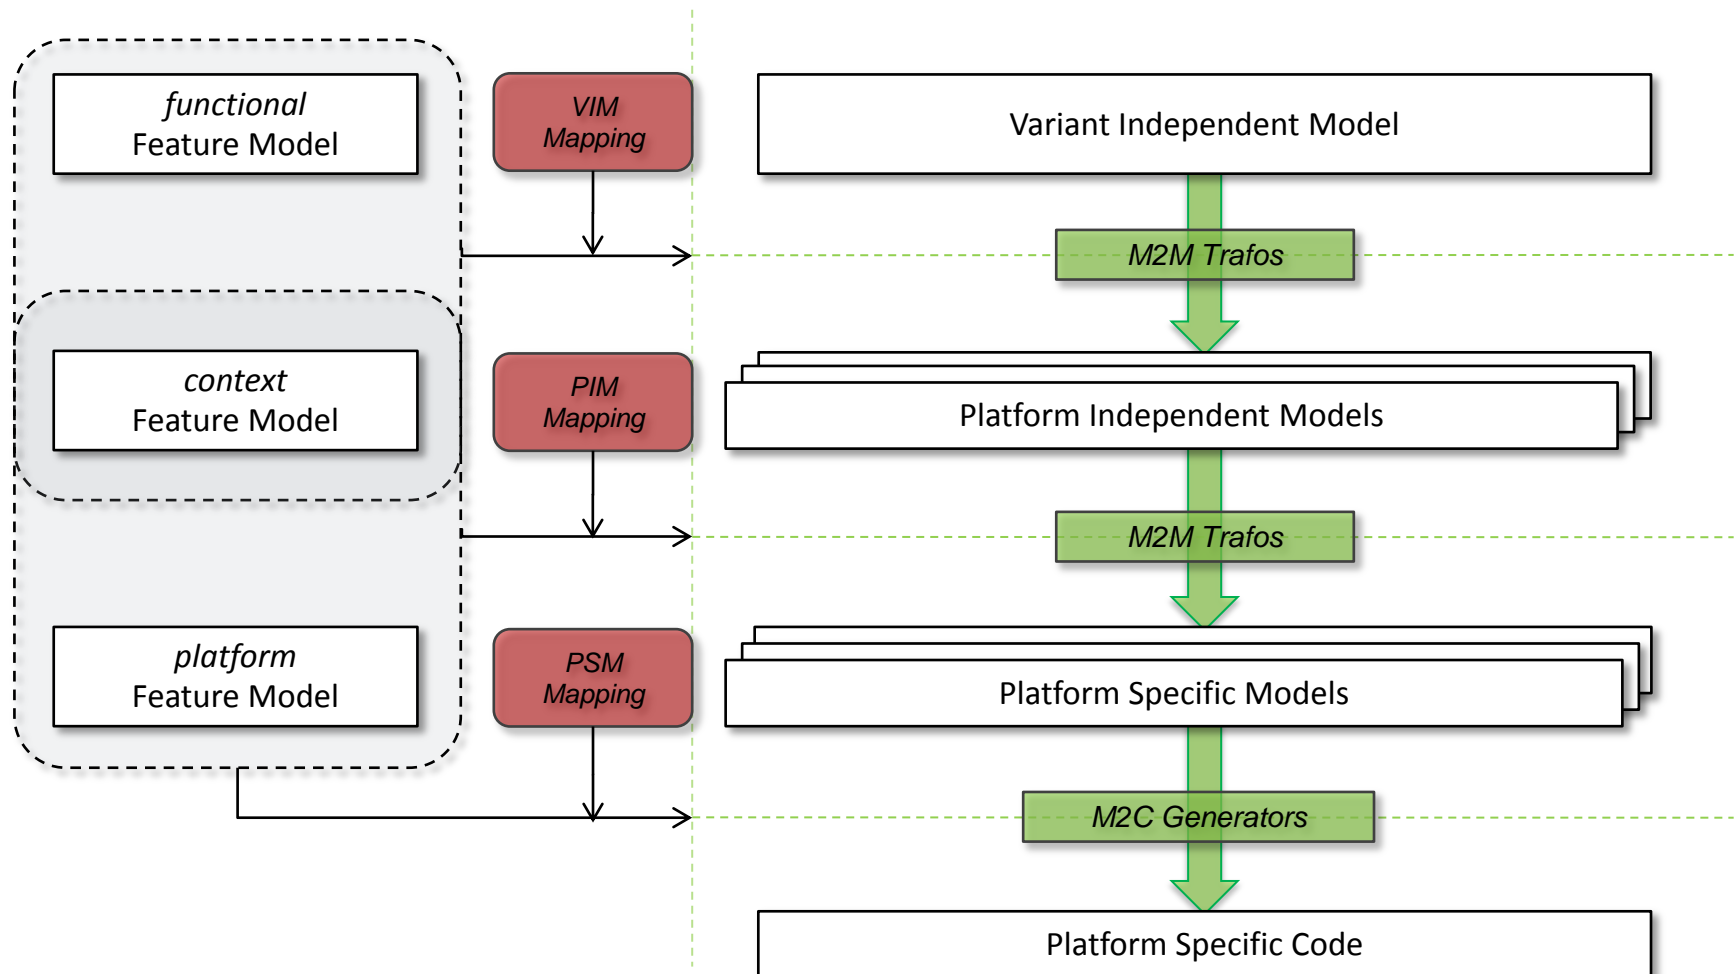 functional
Feature Model
VIM
Mapping
Variant Independent Model
M2M Trafos
context
Feature Model
PIM
Mapping
Platform Independent Models
M2M Trafos
platform
Feature Model
PSM
Mapping
Platform Specific Models
M2C Generators
Platform Specific Code